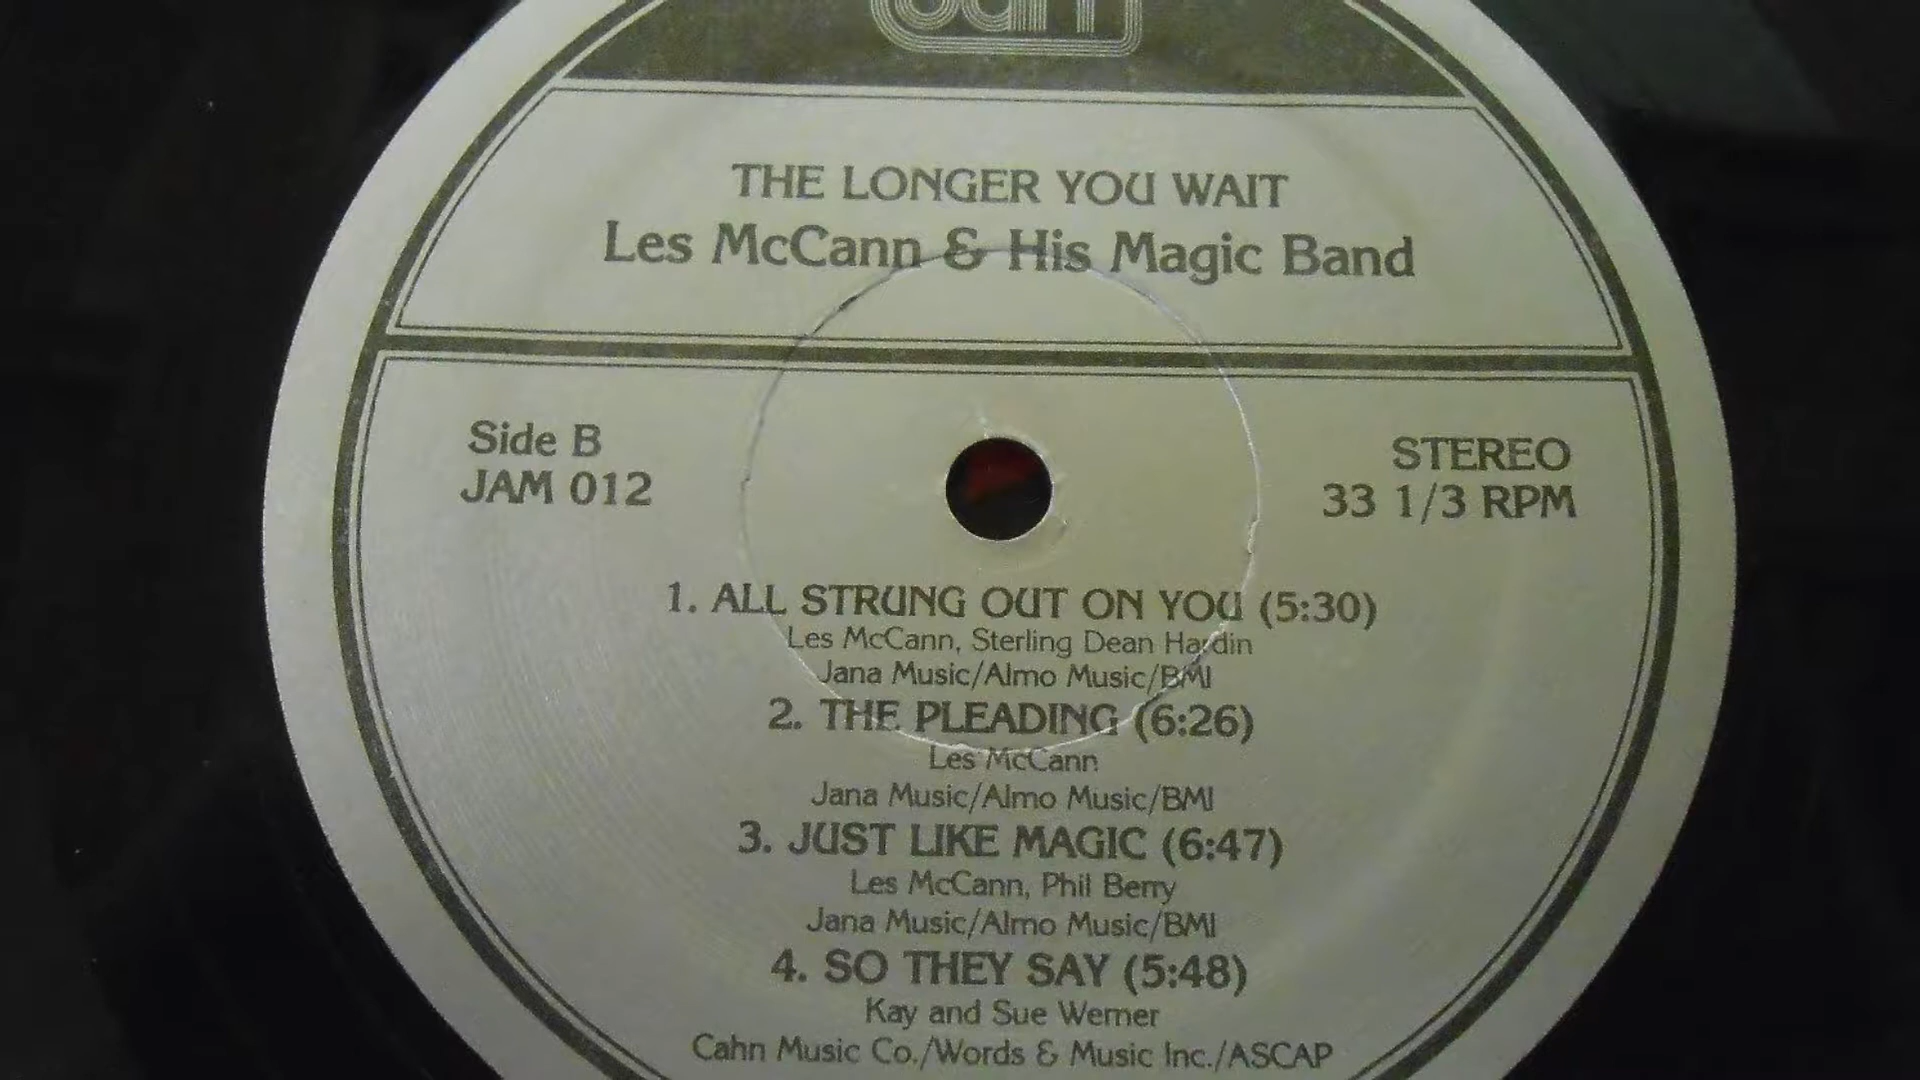 Jam
THE LONGER YOU WAIT
Les McCann & His Magic Band
Side B
JAM 012
STEREO
33 1/3 RPM
1. ALL STRUNG OUT ON YOU (5:30)
Les McCann, Sterling Dean Hardin
Jana Music/Almo Music/BMI
2. THE PLEADING (6:26)
Les McCann
Jana Music/Almo Music/BMI
3. JUST LIKE MAGIC (6:47)
Les McCann, Phil Berry
Jana Music/Almo Music/BMI
4. SO THEY SAY (5:48)
Kay and Sue Werner
Cahn Music Co./Words & Music Inc./ASCAP